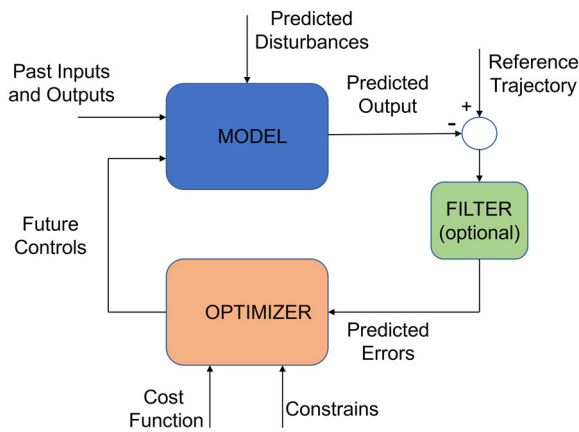 Predicted
Disturbances
Past Inputs
and Outputs
Predicted
Output
Reference
Trajectory
+
-
MODEL
FILTER
(optional)
Future
Controls
OPTIMIZER
Predicted
Errors
Cost
Function
Constrains